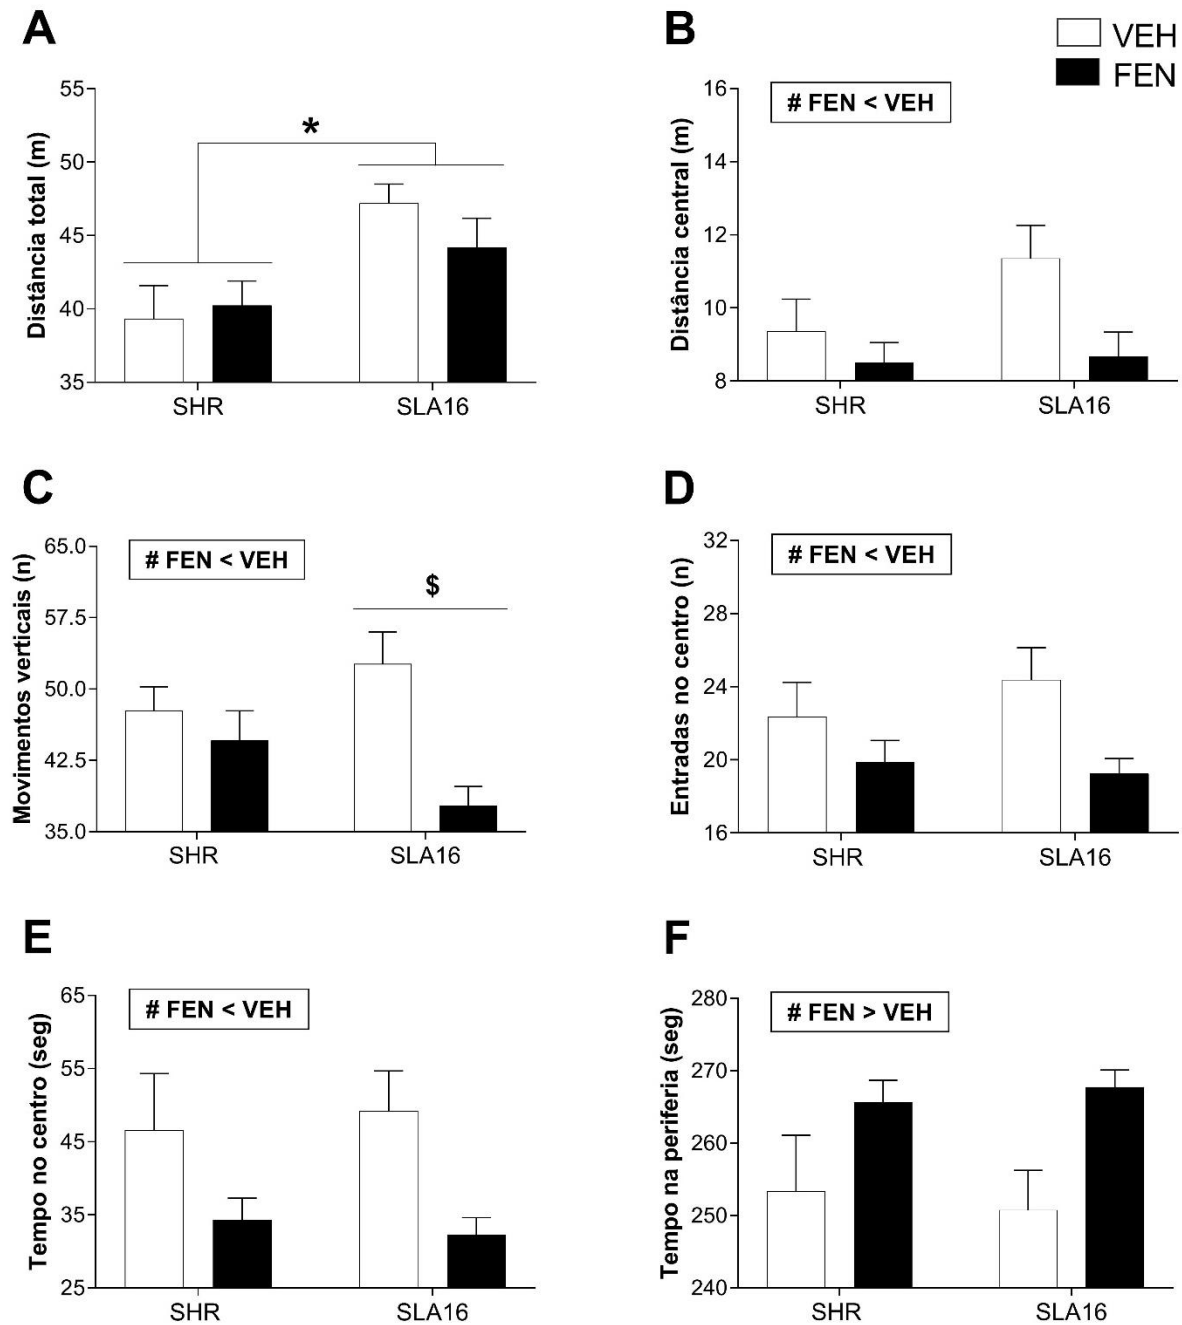 A
Distância total (m)
55
50
45
40
35
*
SHR
SLA16
B
VEH
FEN
Distância central (m)
16
14
12
10
8
# FEN < VEH
SHR
SLA16
C
Movimentos verticais (n)
65.0
57.5
50.0
42.5
35.0
# FEN < VEH
$
SHR
SLA16
D
Entradas no centro (n)
32
28
24
20
16
# FEN < VEH
SHR
SLA16
E
Tempo no centro (seg)
65
55
45
35
25
# FEN < VEH
SHR
SLA16
F
Tempo na periferia (seg)
280
270
260
250
240
# FEN > VEH
SHR
SLA16